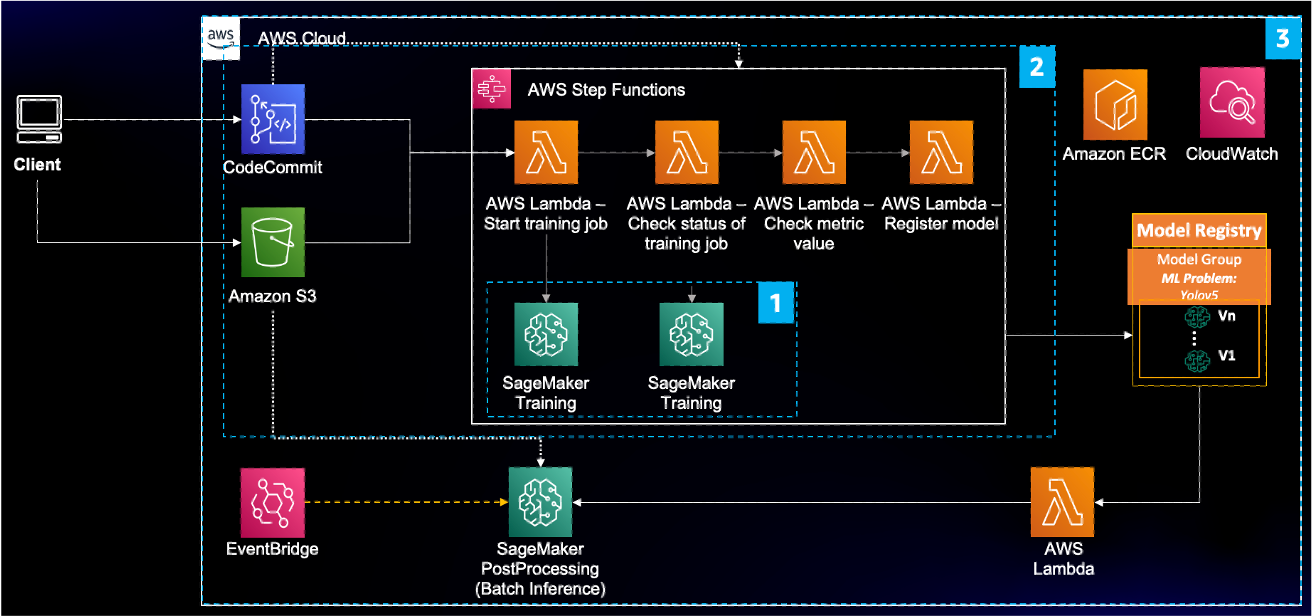 aws
AWS Cloud
3
2
AWS Step Functions
Client
CodeCommit
</>
Amazon ECR
CloudWatch
AWS Lambda –
Start training job
AWS Lambda –
Check status of
training job
AWS Lambda –
Check metric
value
AWS Lambda –
Register model
Amazon S3
Model Registry
Model Group
ML Problem:
Yolov5
Vn
V1
1
SageMaker
Training
SageMaker
Training
EventBridge
SageMaker
PostProcessing
(Batch Inference)
AWS
Lambda